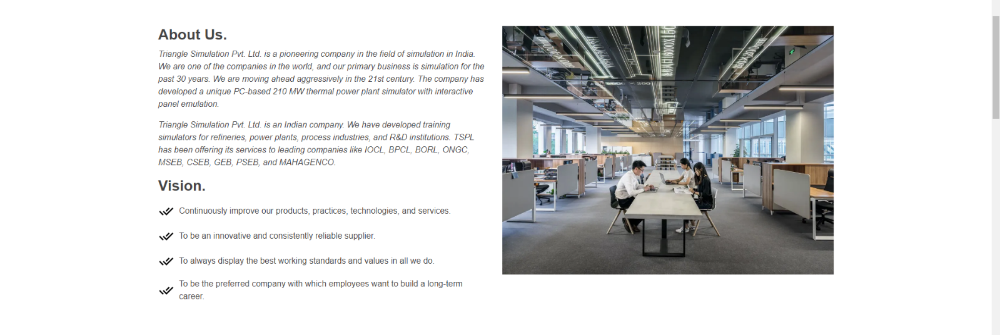 About Us.
Triangle Simulation Pvt. Ltd. is a pioneering company in the field of simulation in India.
We are one of the companies in the world, and our primary business is simulation for the
past 30 years. We are moving ahead aggressively in the 21st century. The company has
developed a unique PC-based 210 MW thermal power plant simulator with interactive
panel emulation.
Triangle Simulation Pvt. Ltd. is an Indian company. We have developed training
simulators for refineries, power plants, process industries, and R&D institutions. TSPL
has been offering its services to leading companies like IOCL, BPCL, BORL, ONGC,
MSEB, CSEB, GEB, PSEB, and MAHAGENCO.
Vision.
Continuously improve our products, practices, technologies, and services.
To be an innovative and consistently reliable supplier.
To always display the best working standards and values in all we do.
To be the preferred company with which employees want to build a long-term
career.